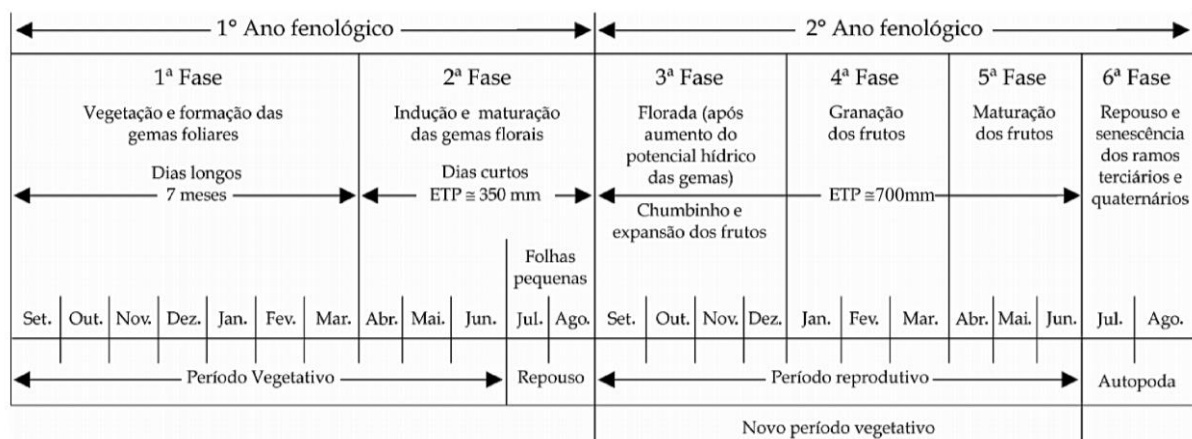 1° Ano fenológico
2° Ano fenológico
1ª Fase
Vegetação e formação das
gemas foliares
Dias longos
7 meses
2ª Fase
Indução e maturação
das gemas florais
Dias curtos
ETP ≅ 350 mm
Folhas
pequenas
3ª Fase
Florada (após
aumento do
potencial hídrico
das gemas)
Chumbinho e
expansão dos frutos
4ª Fase
Granação
dos frutos
ETP ≅700mm
5ª Fase
Maturação
dos frutos
6ª Fase
Repouso e
senescência
dos ramos
terciários e
quaternários
Set. Out. Nov. Dez. Jan. Fev. Mar. Abr. Mai. Jun. Jul. Ago. Set. Out. Nov. Dez. Jan. Fev. Mar. Abr. Mai. Jun. Jul. Ago.
Período Vegetativo Repouso Período reprodutivo Autopoda
Novo período vegetativo